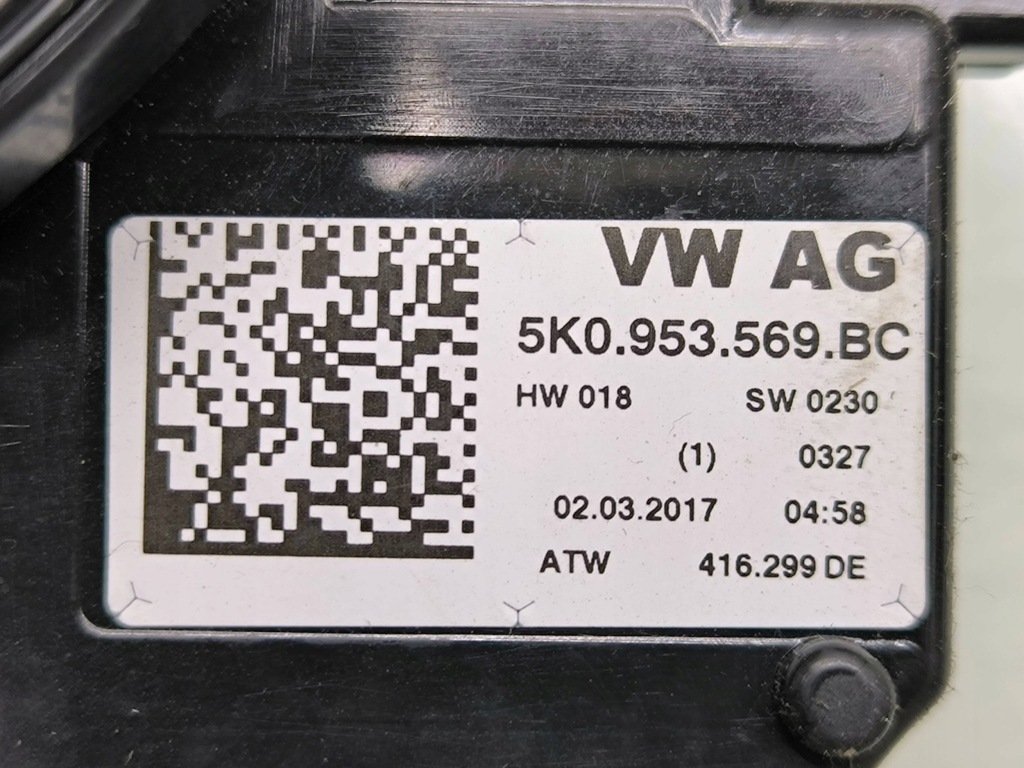 VW AG
5K0.953.569.BC
HW 018 SW 0230
(1) 0327
02.03.2017 04:58
ATW 416.299 DE